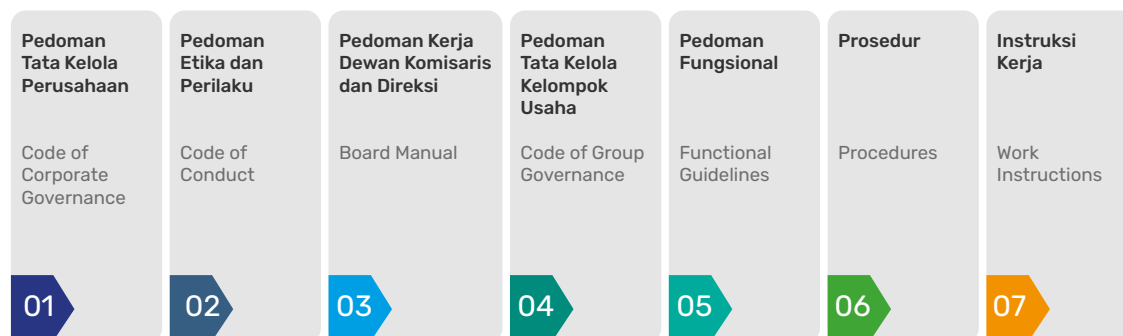 Pedoman
Tata Kelola
Perusahaan
Code of
Corporate
Governance
01
Pedoman
Etika dan
Perilaku
Code of
Conduct
02
Pedoman Kerja
Dewan Komisaris
dan Direksi
Board Manual
03
Pedoman
Tata Kelola
Kelompok
Usaha
Code of Group
Governance
04
Pedoman
Fungsional
Functional
Guidelines
05
Prosedur
Procedures
06
Instruksi
Kerja
Work
Instructions
07